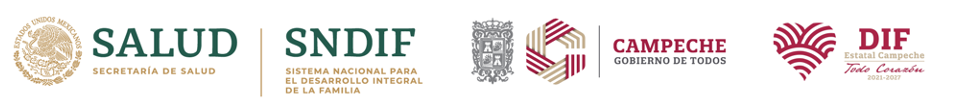 ESTADOS UNIDOS MEXICANOS
SALUD
SECRETARÍA DE SALUD
SNDIF
SISTEMA NACIONAL PARA
EL DESARROLLO INTEGRAL
DE LA FAMILIA
CAMPECHE
GOBIERNO DE TODOS
DIF
Estatal Campeche
Todo Corazón
2021-2027